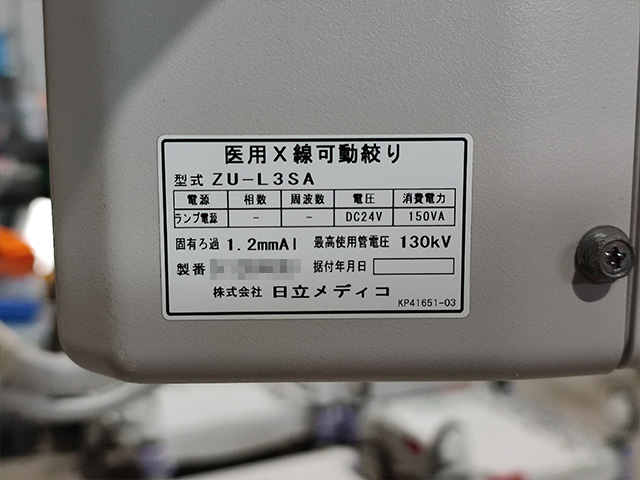 医用X線可動絞り
型式 ZU-L3SA
電源 相数 周波数 電圧 消費電力
ランプ電源 - - DC24V 150VA
固有ろ過 1.2mmAl 最高使用管電圧 130kV
製番 据付年月日
株式会社 日立メディコ
KP41651-03